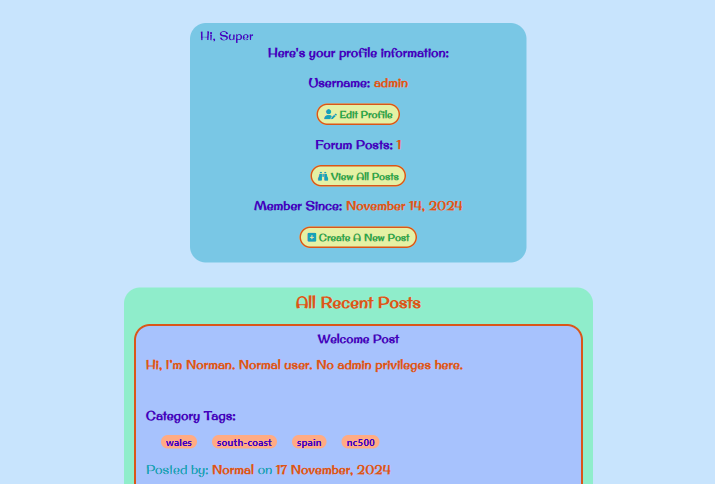 Hi, Super
Here's your profile information:
Username: admin
Edit Profile
Forum Posts: 1
View All Posts
Member Since: November 14, 2024
Create A New Post
All Recent Posts
Welcome Post
Hi, I'm Norman. Normal user. No admin privileges here.
Category Tags:
wales south-coast spain nc500
Posted by: Normal on 17 November, 2024